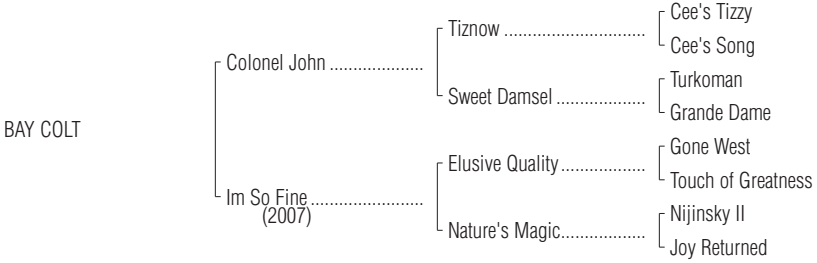 Cee's Tizzy
Tiznow ..............................
Cee's Song
Colonel John ....................
Turkoman
Sweet Damsel ...................
Grande Dame
BAY COLT
Gone West
Elusive Quality..................
Touch of Greatness
Im So Fine........................
(2007)
Nijinsky II
Nature's Magic..................
Joy Returned